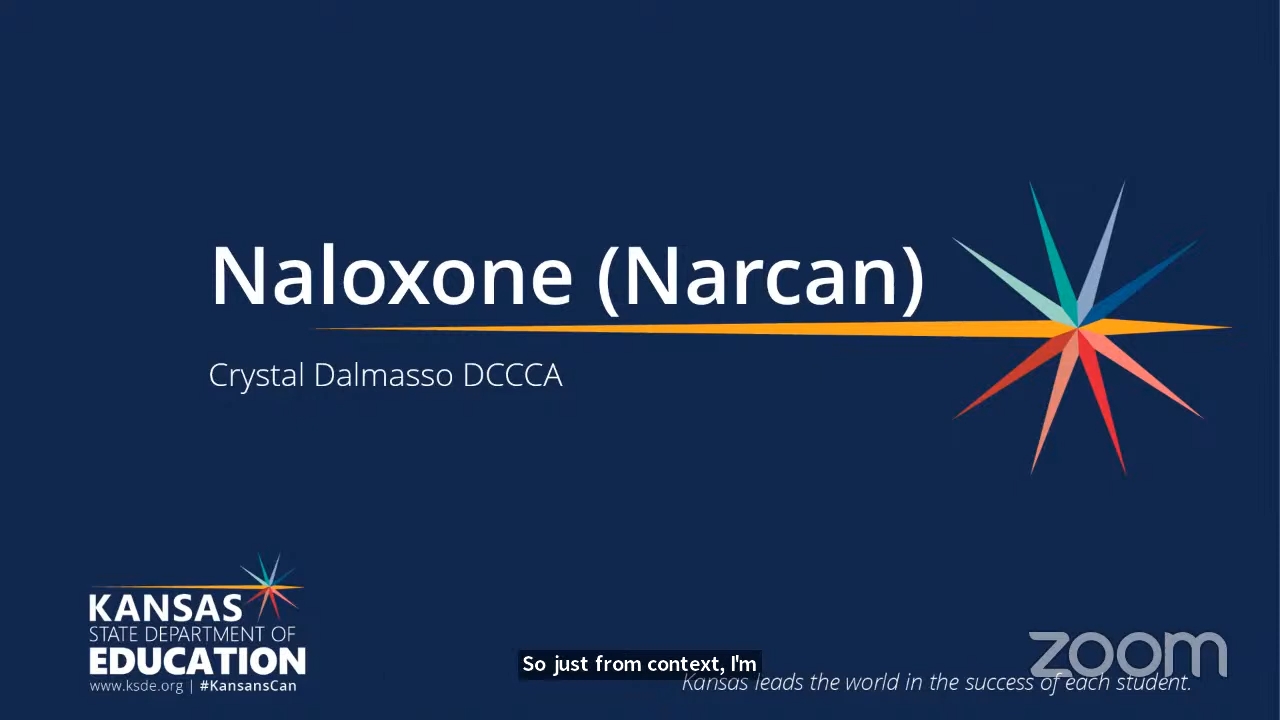 Naloxone (Narcan)
Crystal Dalmasso DCCCA
KANSAS
STATE DEPARTMENT OF
EDUCATION
www.ksde.org | #KansansCan
So just from context, I'm
Kansas leads the world in the success of each student.
zoom